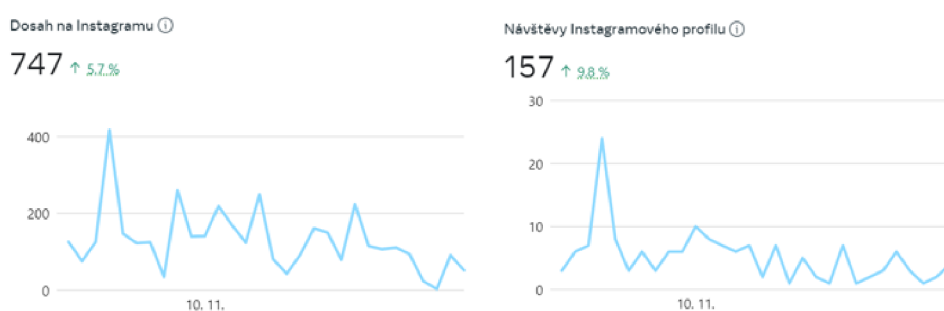 Dosah na Instagramu
747 ↑ 5,7 %
400
200
0
10. 11.
Návštěvy Instagramového profilu
157 ↑ 9,8 %
30
20
10
0
10. 11.